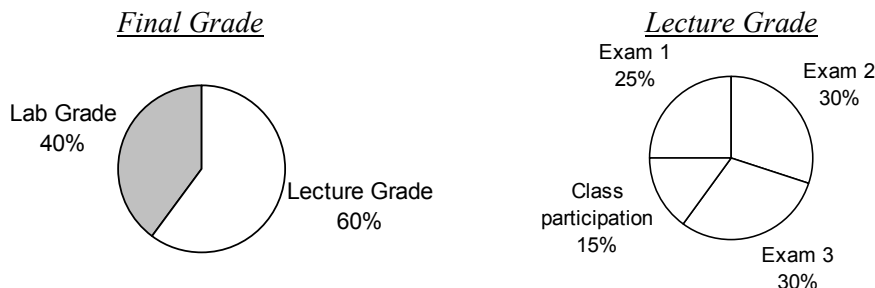 Final Grade
Lab Grade
40%
Lecture Grade
60%
Lecture Grade
Exam 1
25%
Exam 2
30%
Class
participation
15%
Exam 3
30%